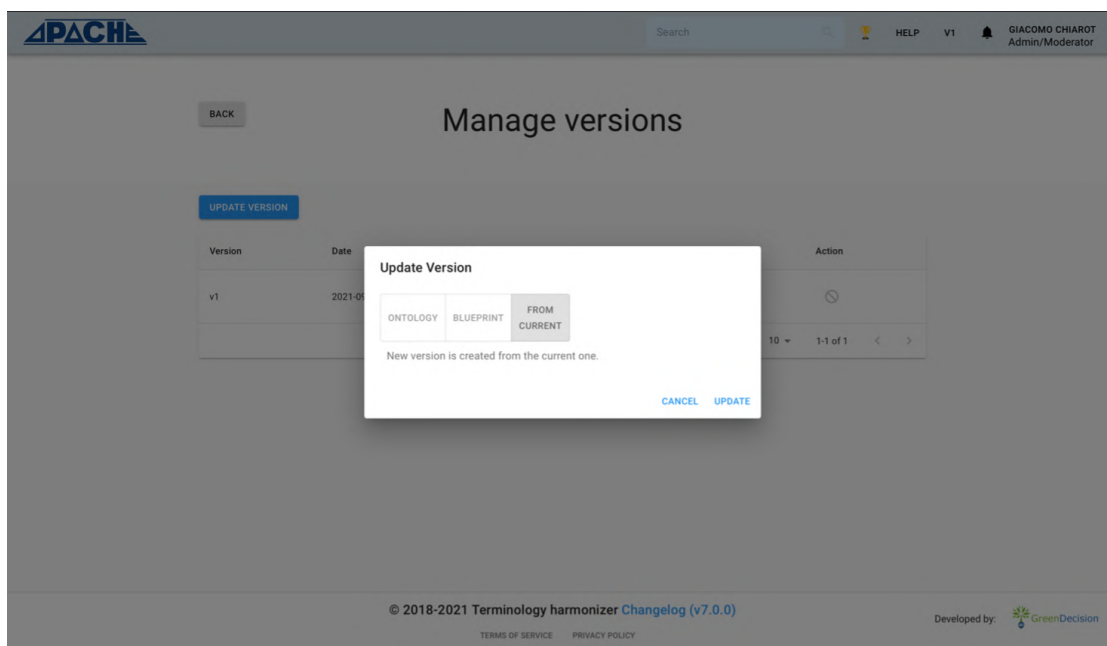 APACHE
Search
HELP
V1
GIACOMO CHIAROT
Admin/Moderator
BACK
Manage versions
UPDATE VERSION
Version
Date
Action
Update Version
v1
2021-09
ONTOLOGY
BLUEPRINT
FROM
CURRENT
New version is created from the current one.
10
1-1 of 1
CANCEL
UPDATE
© 2018-2021 Terminology harmonizer Changelog (v7.0.0)
TERMS OF SERVICE
PRIVACY POLICY
Developed by:
GreenDecision